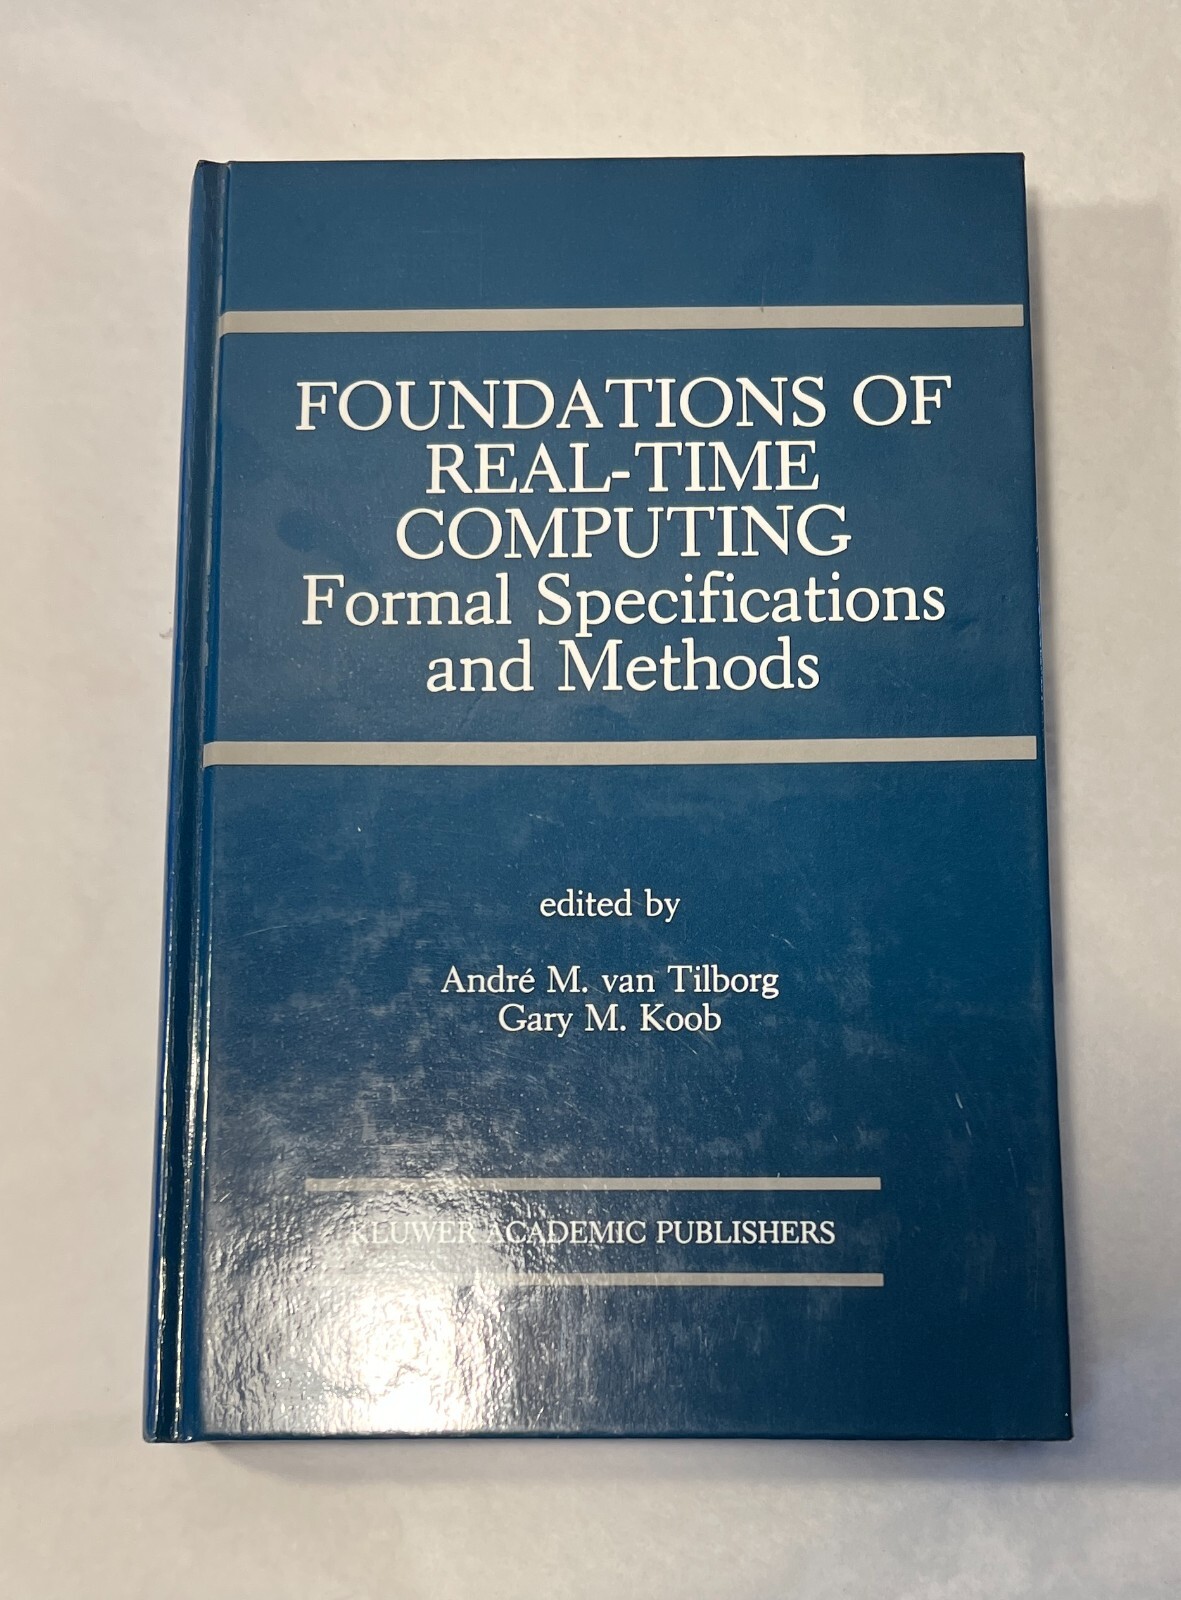 FOUNDATIONS OF
REAL-TIME
COMPUTING
Formal Specifications
and Methods
edited by
André M. van Tilborg
Gary M. Koob
KLUWER ACADEMIC PUBLISHERS